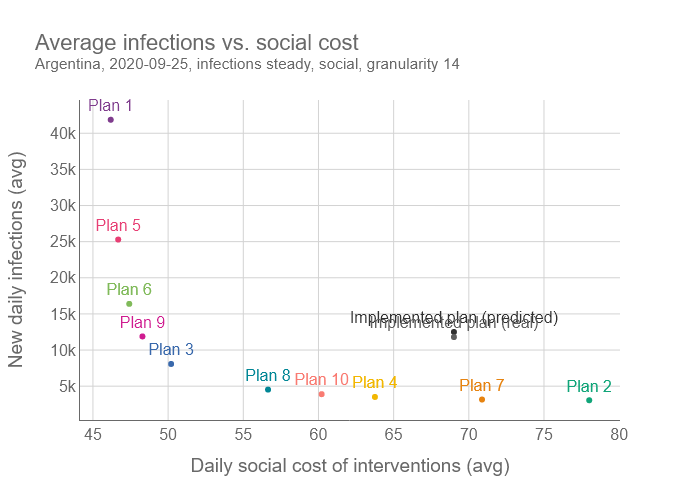 Average infections vs. social cost
Argentina, 2020-09-25, infections steady, social, granularity 14
New daily infections (avg)
40k
35k
30k
25k
20k
15k
10k
5k
Plan 1
Plan 5
Plan 6
Plan 9
Plan 3
Plan 8
Plan 10
Plan 4
Plan 7
Plan 2
Implemented plan (predicted)
Implemented plan (real)
45 50 55 60 65 70 75 80
Daily social cost of interventions (avg)